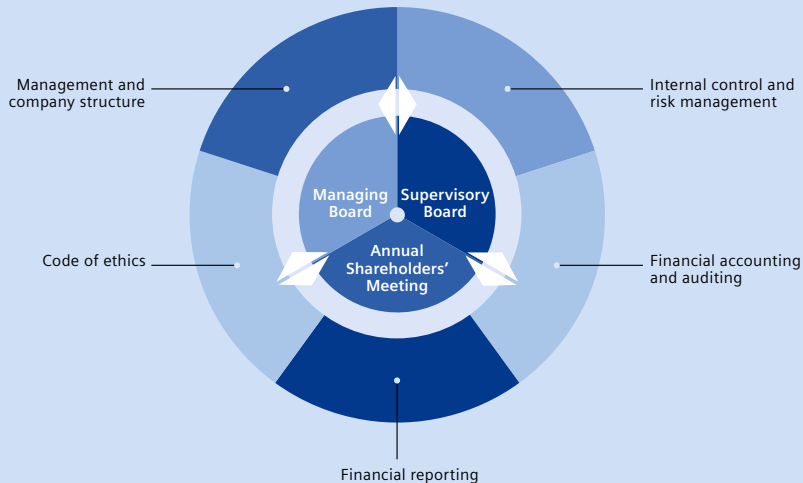 Management and
company structure
Internal control and
risk management
Managing
Board
Supervisory
Board
Annual
Shareholders’
Meeting
Code of ethics
Financial accounting
and auditing
Financial reporting